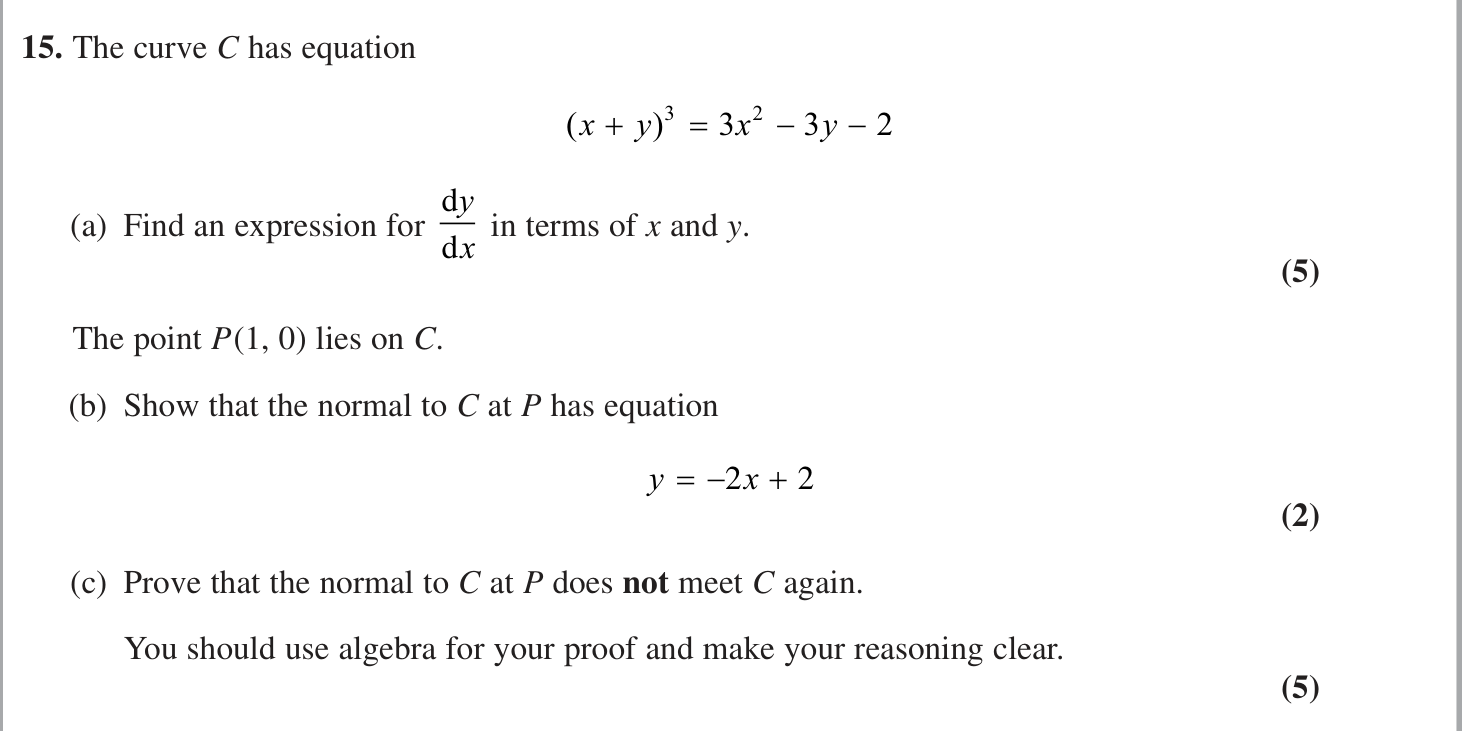 15. The curve C has equation
(x + y)³ = 3x² − 3y − 2
(a) Find an expression for dy/dx in terms of x and y.
(5)
The point P(1, 0) lies on C.
(b) Show that the normal to C at P has equation
y = −2x + 2
(2)
(c) Prove that the normal to C at P does not meet C again.
You should use algebra for your proof and make your reasoning clear.
(5)